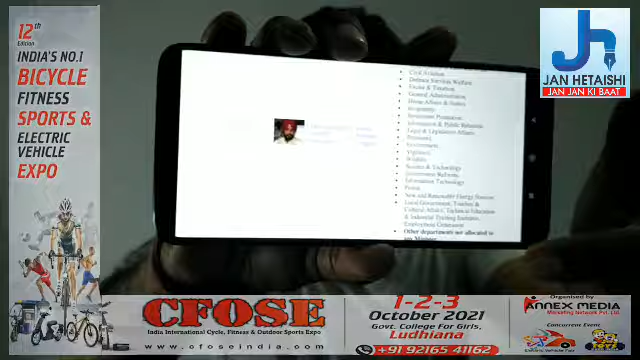 12th
Edition
INDIA'S NO.1
BICYCLE
FITNESS
SPORTS &
ELECTRIC
VEHICLE
EXPO
Jh
JAN HETAISHI
JAN JAN KI BAAT
Civil Aviation
Defence Services Welfare
Excise & Taxation
General Administration
Home Affairs & Justice
Hospitality
Investment Promotion
Information & Public Relations
Legal & Legislative Affairs
Personnel
Environment
Vigilance
Science & Technology
Governance Reforms
Information Technology
Power
New and Renewable Energy Sources
Local Government, Tourism &
Cultural Affairs, Technical Education
& Industrial Training Institutes,
Employment Generation
Other departments not allocated to
any Minister
CFOSE
India International Cycle, Fitness & Outdoor Sports Expo
www.cfoseindia.com
1-2-3
October 2021
Govt. College For Girls,
Ludhiana
+91 92165 41162
Organised by
ANNEX MEDIA
Marketing Network Pvt. Ltd.
Concurrent Event
Electric Vehicle
TOYS